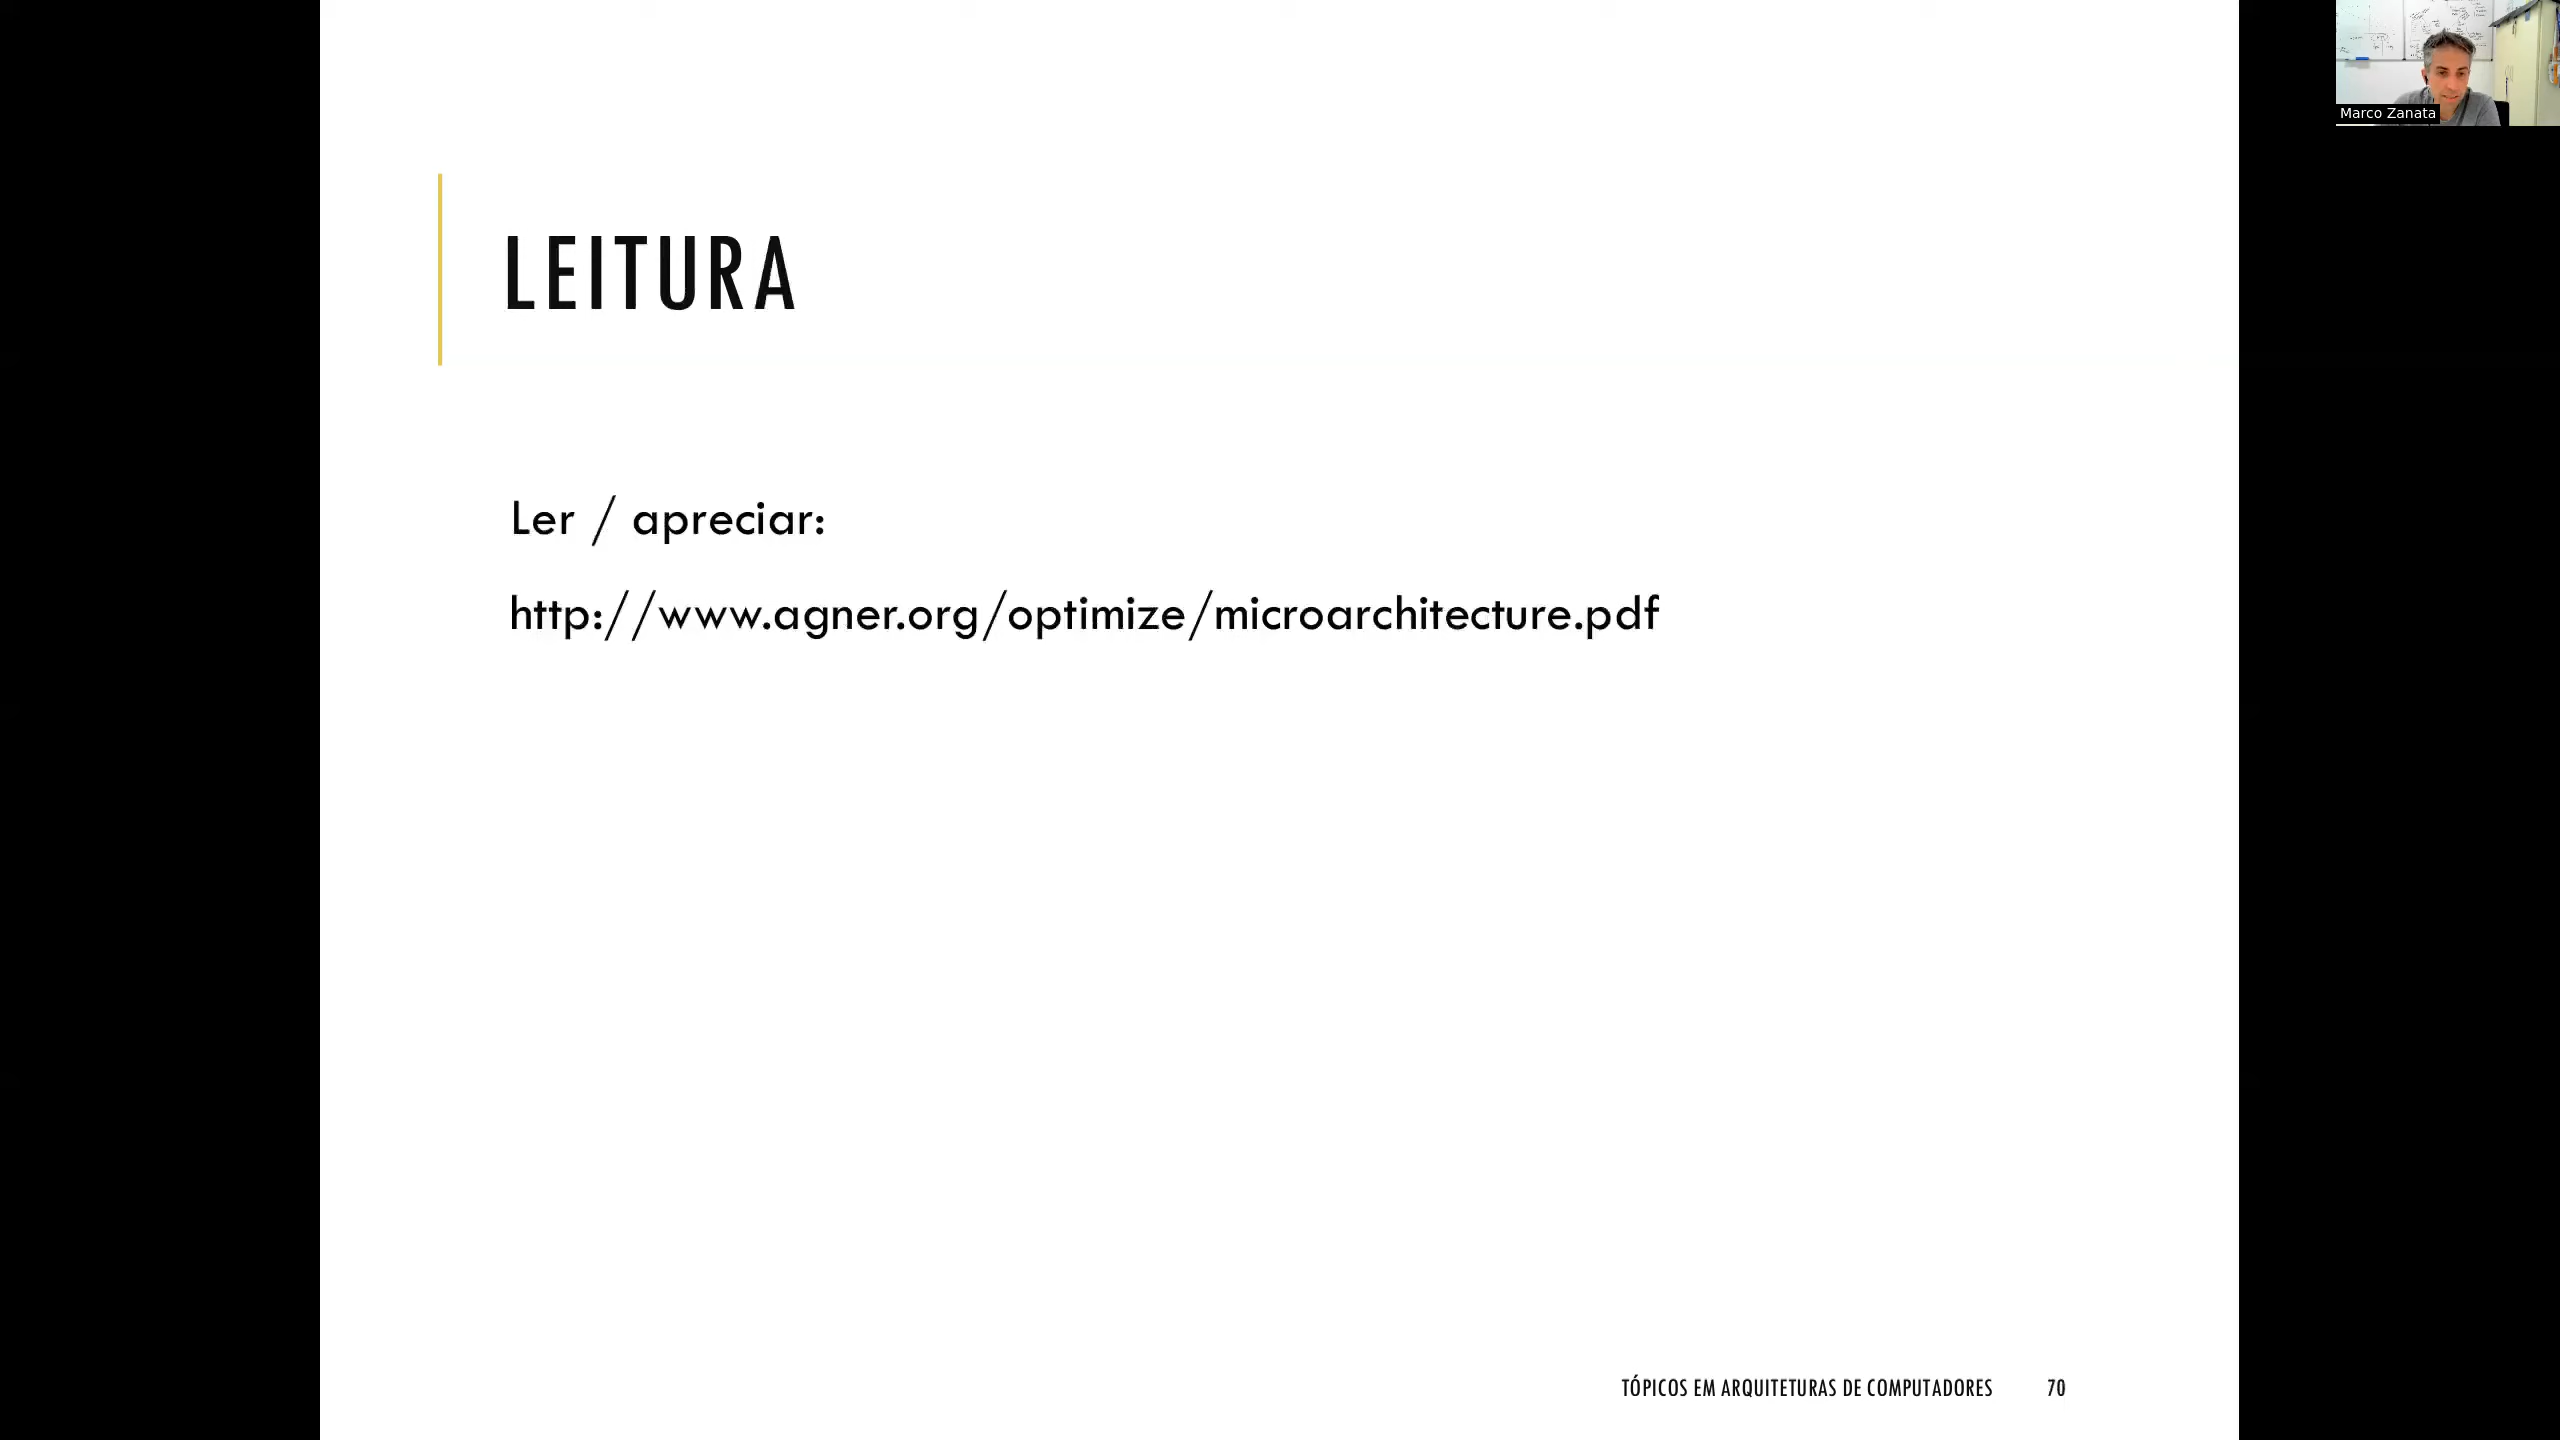 Marco Zanata
LEITURA
Ler / apreciar:
http://www.agner.org/optimize/microarchitecture.pdf
TÓPICOS EM ARQUITETURAS DE COMPUTADORES 70